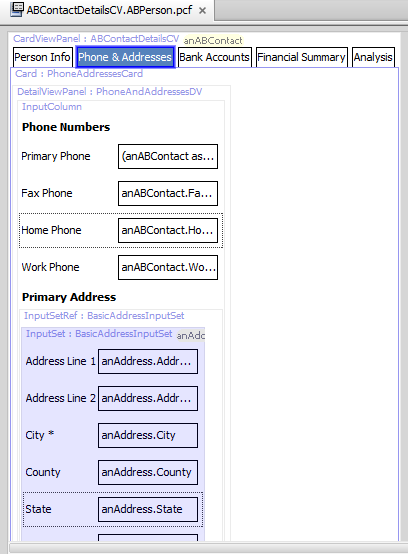 ABContactDetailsCV.ABPerson.pcf
CardViewPanel : ABContactDetailsCV anABContact
Person Info Phone & Addresses Bank Accounts Financial Summary Analysis
Card : PhoneAddressesCard
DetailViewPanel : PhoneAndAddressesDV
InputColumn
Phone Numbers
Primary Phone (anABContact as...
Fax Phone anABContact.Fa...
Home Phone anABContact.Ho...
Work Phone anABContact.Wo...
Primary Address
InputSetRef : BasicAddressInputSet
InputSet : BasicAddressInputSet anAdd
Address Line 1 anAddress.Addr...
Address Line 2 anAddress.Addr...
City * anAddress.City
County anAddress.County
State anAddress.State